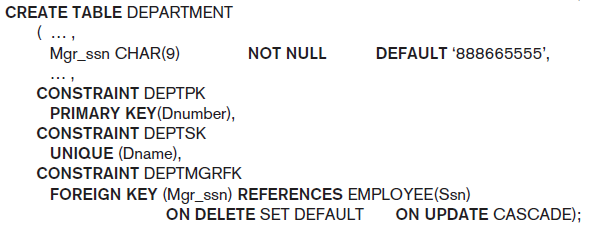 CREATE TABLE DEPARTMENT
( … ,
Mgr_ssn CHAR(9) NOT NULL DEFAULT ‘888665555’,
… ,
CONSTRAINT DEPTPK
PRIMARY KEY(Dnumber),
CONSTRAINT DEPTSK
UNIQUE (Dname),
CONSTRAINT DEPTMGRFK
FOREIGN KEY (Mgr_ssn) REFERENCES EMPLOYEE(Ssn)
ON DELETE SET DEFAULT ON UPDATE CASCADE);